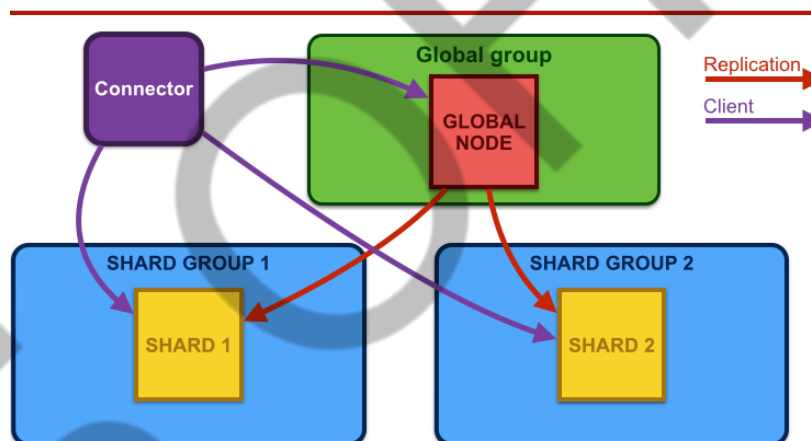 Global group
Connector
GLOBAL
NODE
Replication
Client
SHARD GROUP 1
SHARD 1
SHARD GROUP 2
SHARD 2